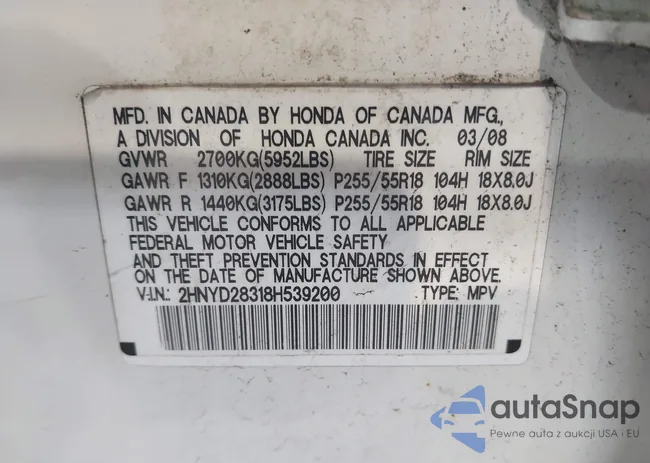 MFD. IN CANADA BY HONDA OF CANADA MFG.,
A DIVISION OF HONDA CANADA INC. 03/08
GVWR 2700KG(5952LBS) TIRE SIZE RIM SIZE
GAWR F 1310KG(2888LBS) P255/55R18 104H 18X8.0J
GAWR R 1440KG(3175LBS) P255/55R18 104H 18X8.0J
THIS VEHICLE CONFORMS TO ALL APPLICABLE
FEDERAL MOTOR VEHICLE SAFETY
AND THEFT PREVENTION STANDARDS IN EFFECT
ON THE DATE OF MANUFACTURE SHOWN ABOVE.
V.I.N.: 2HNYD28318H539200 TYPE: MPV
autaSnap
Pewne auta z aukcji USA i EU